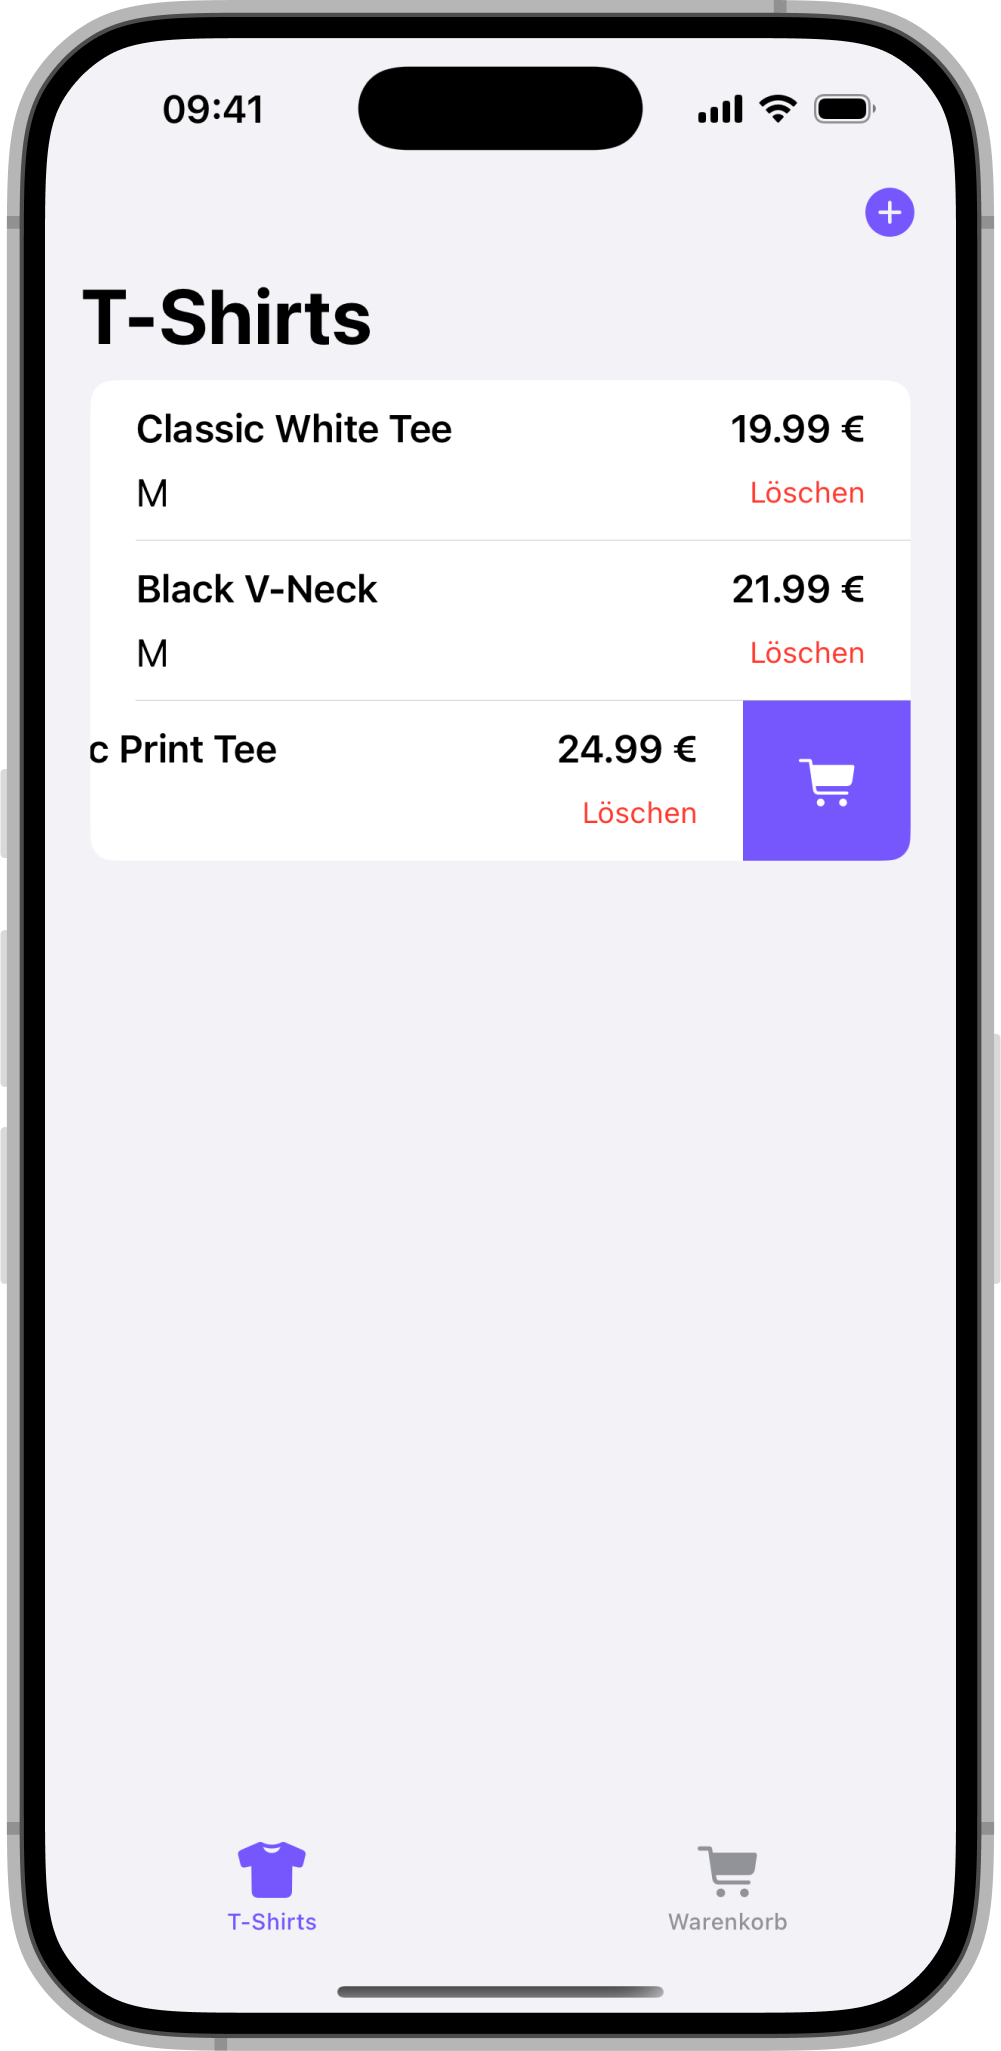 09:41
T-Shirts
Classic White Tee 19.99 €
M Löschen
Black V-Neck 21.99 €
M Löschen
c Print Tee 24.99 €
Löschen
T-Shirts Warenkorb